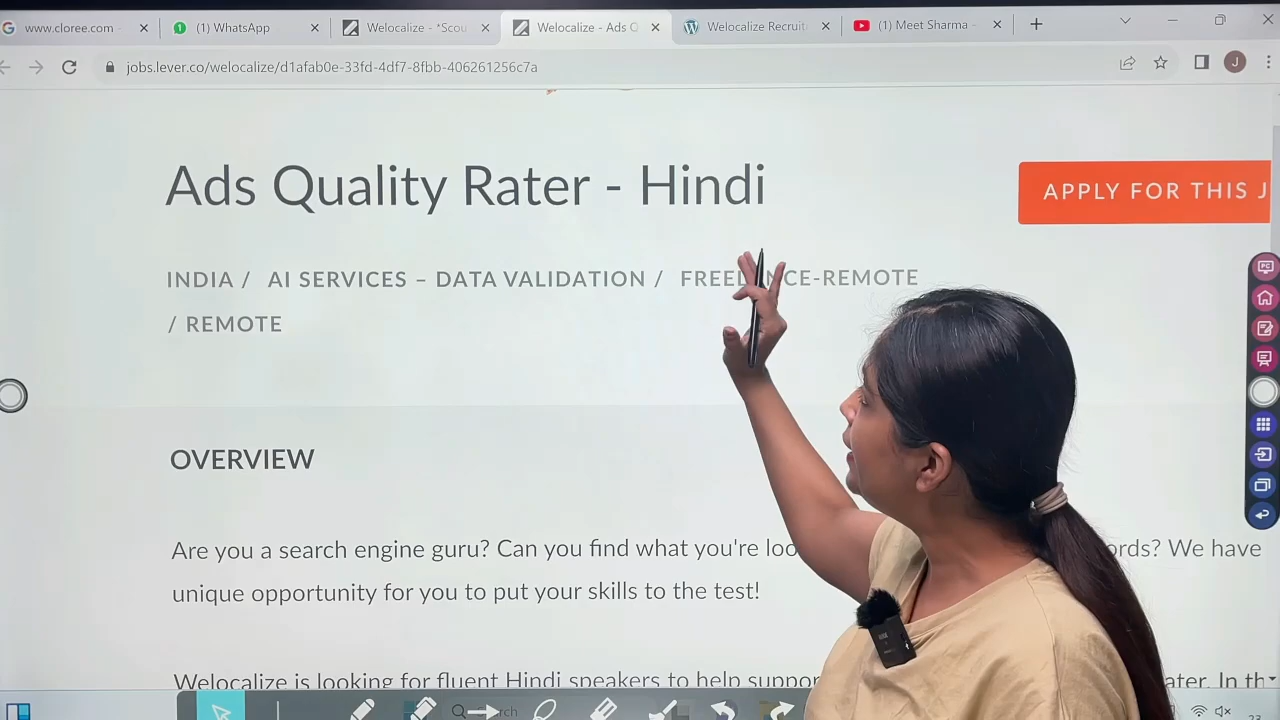 www.cloree.com
(1) WhatsApp
Welocalize - *Scou
Welocalize - Ads Q
Welocalize Recruit
(1) Meet Sharma -
jobs.lever.co/welocalize/d1afab0e-33fd-4df7-8fbb-406261256c7a
J
Ads Quality Rater - Hindi
APPLY FOR THIS J
INDIA / AI SERVICES – DATA VALIDATION / FREEL NCE-REMOTE
/ REMOTE
PC
OVERVIEW
Are you a search engine guru? Can you find what you're loo ords? We have
unique opportunity for you to put your skills to the test!
Welocalize is looking for fluent Hindi speakers to help suppor ater. In th